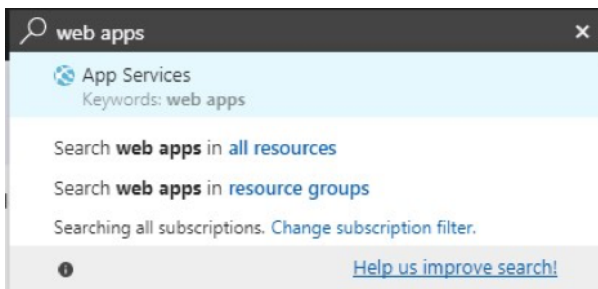 web apps
App Services
Keywords: web apps
Search web apps in all resources
Search web apps in resource groups
Searching all subscriptions. Change subscription filter.
Help us improve search!